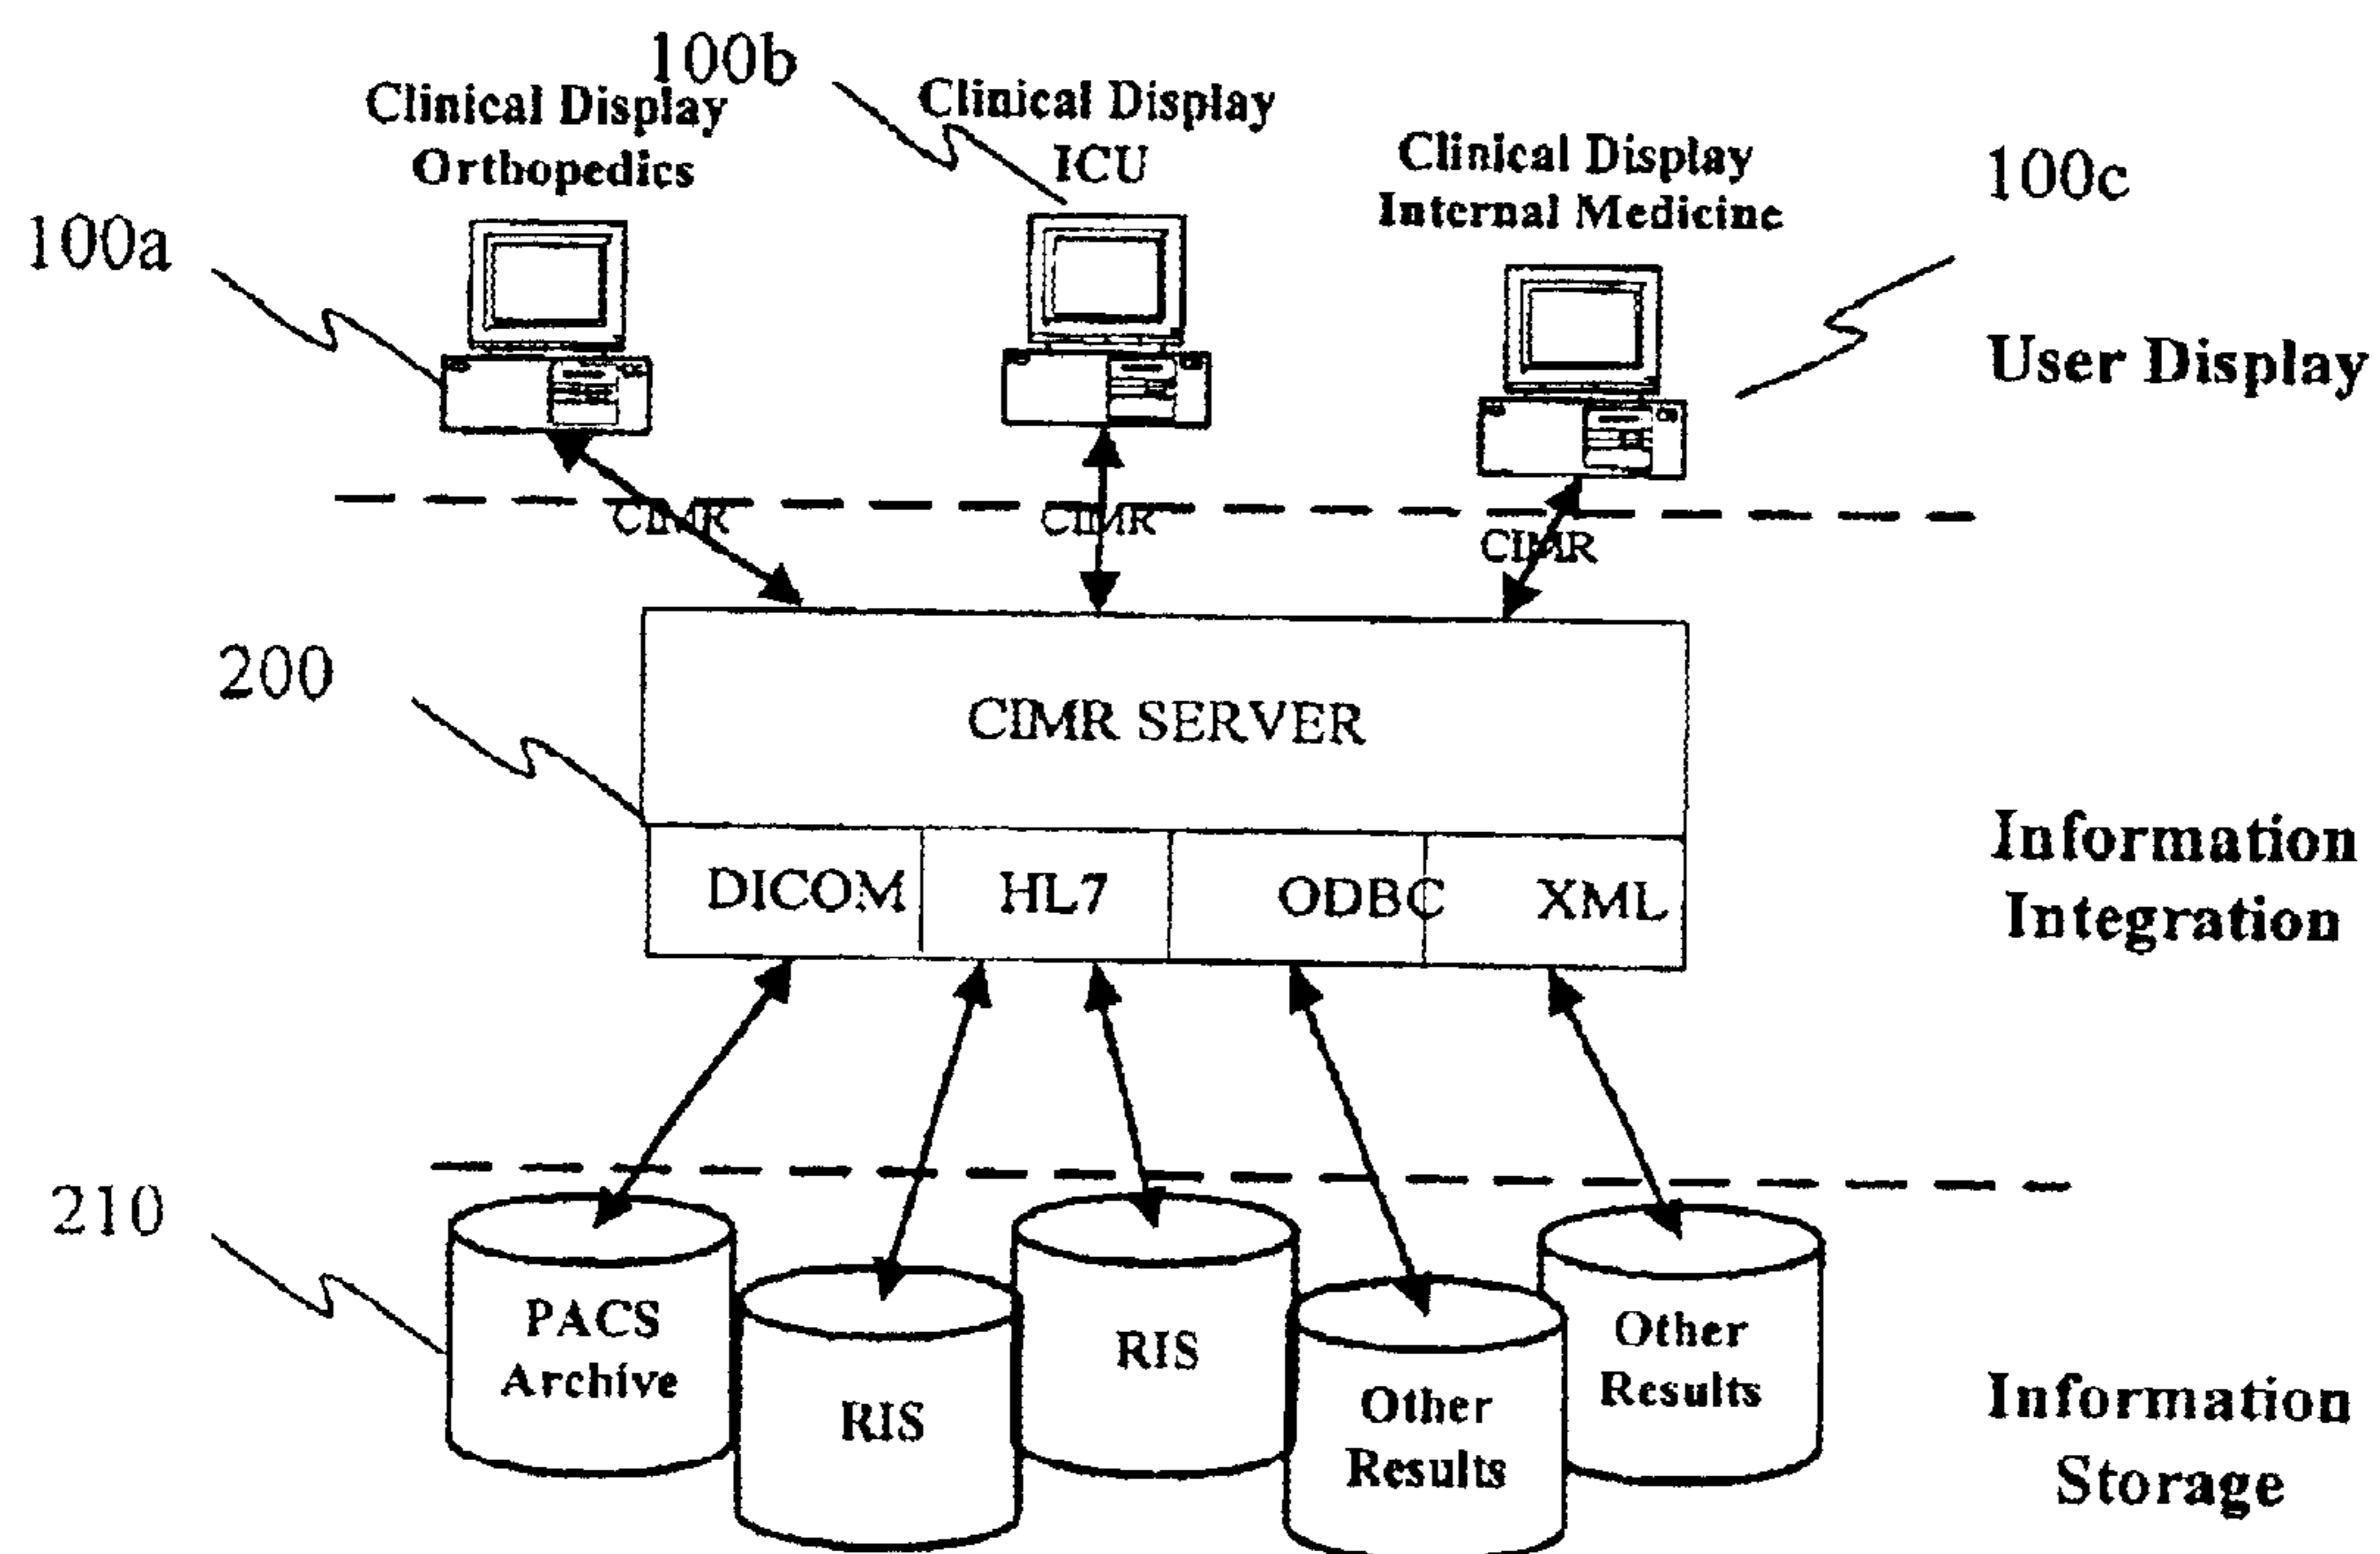 100b
Clinical Display
Orthopedics
Clinical Display
ICU
Clinical Display
Internal Medicine
100c
100a
User Display
CIMR
CIMR
CIMR
200
CIMR SERVER
DICOM
HL7
ODBC
XML
Information
Integration
210
PACS
Archive
RIS
RIS
Other
Results
Other
Results
Information
Storage